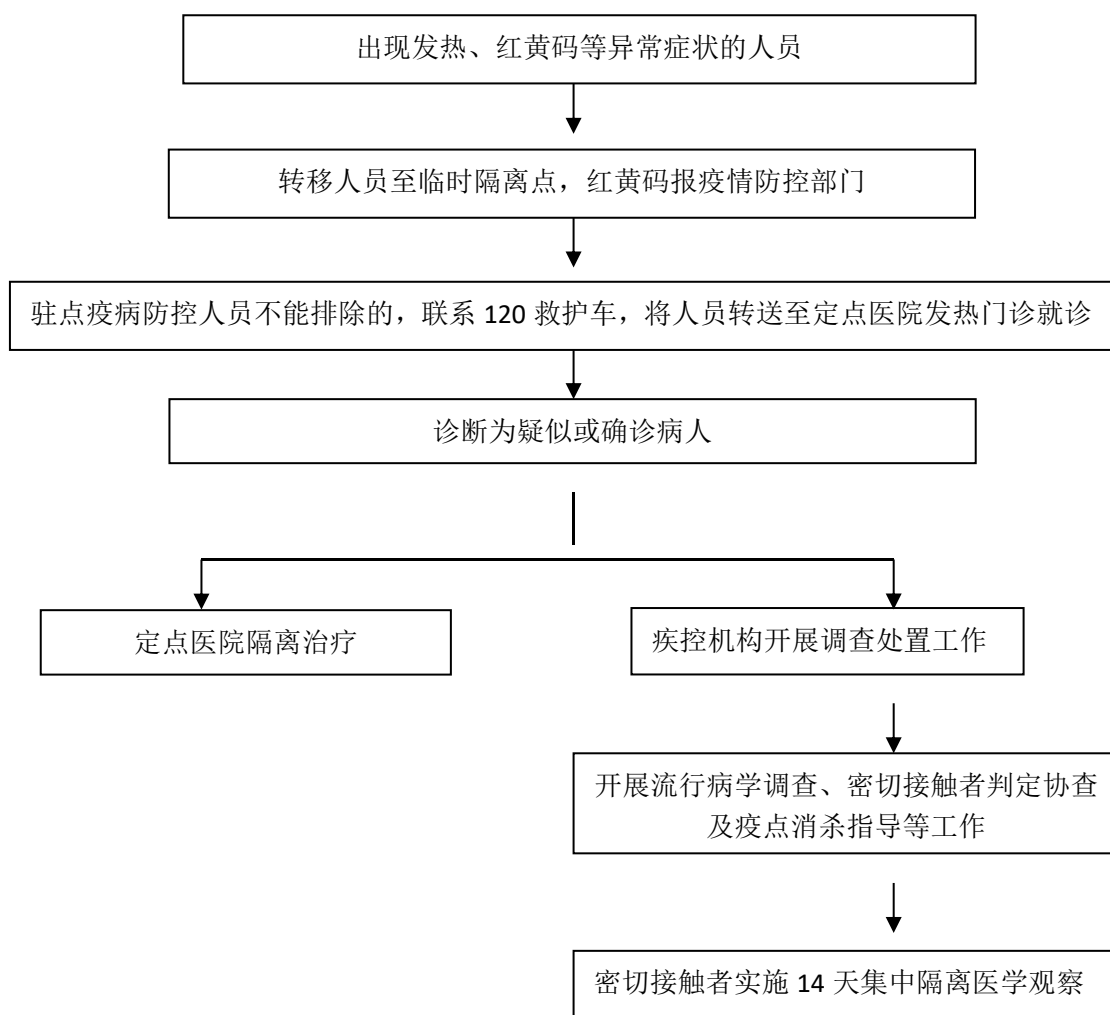 出现发热、红黄码等异常症状的人员
转移人员至临时隔离点，红黄码报疫情防控部门
驻点疫病防控人员不能排除的，联系 120 救护车，将人员转送至定点医院发热门诊就诊
诊断为疑似或确诊病人
定点医院隔离治疗
疾控机构开展调查处置工作
开展流行病学调查、密切接触者判定协查
及疫点消杀指导等工作
密切接触者实施 14 天集中隔离医学观察